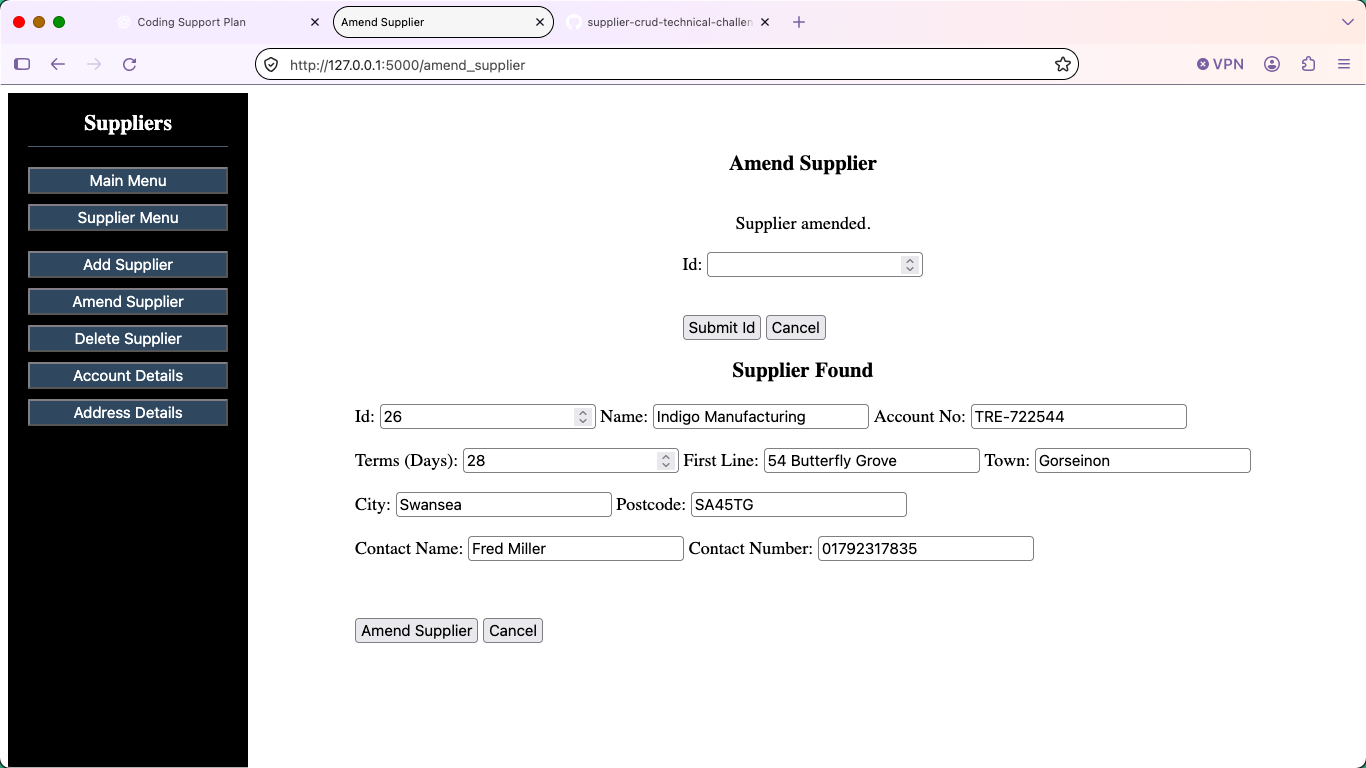 Coding Support Plan
Amend Supplier
supplier-crud-technical-challen
http://127.0.0.1:5000/amend_supplier
VPN
Suppliers
Main Menu
Supplier Menu
Add Supplier
Amend Supplier
Delete Supplier
Account Details
Address Details
Amend Supplier
Supplier amended.
Id:
Submit Id Cancel
Supplier Found
Id: 26 Name: Indigo Manufacturing Account No: TRE-722544
Terms (Days): 28 First Line: 54 Butterfly Grove Town: Gorseinon
City: Swansea Postcode: SA45TG
Contact Name: Fred Miller Contact Number: 01792317835
Amend Supplier Cancel